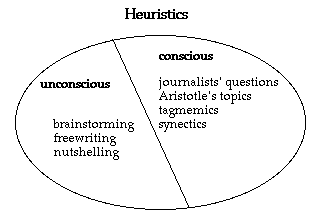 Heuristics
unconscious
brainstorming
freewriting
nutshelling
conscious
journalists' questions
Aristotle's topics
tagmemics
synectics